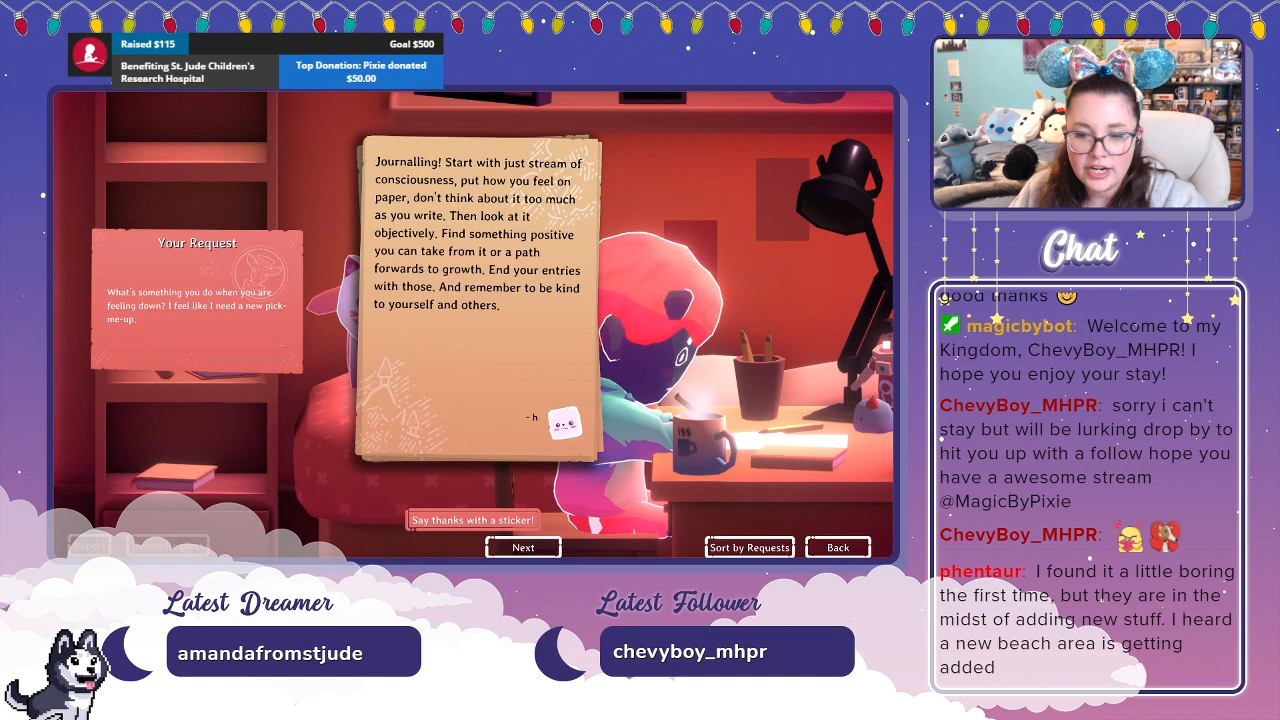 Raised $115
Goal $500
Benefiting St. Jude Children's
Research Hospital
Top Donation: Pixie donated
$50.00
Your Request
What's something you do when you are
feeling down? I feel like I need a new pick-
me-up.
Journalling! Start with just stream of
consciousness, put how you feel on
paper, don't think about it too much
as you write. Then look at it
objectively. Find something positive
you can take from it or a path
forwards to growth. End your entries
with those. And remember to be kind
to yourself and others.
- h
Say thanks with a sticker!
Report
Next
Sort by Requests
Back
Chat
good thanks
magicbybot: Welcome to my
Kingdom, ChevyBoy_MHPR! I
hope you enjoy your stay!
ChevyBoy_MHPR: sorry i can't
stay but will be lurking drop by to
hit you up with a follow hope you
have a awesome stream
@MagicByPixie
ChevyBoy_MHPR:
phentaur: I found it a little boring
the first time, but they are in the
midst of adding new stuff. I heard
a new beach area is getting
added
Latest Dreamer
amandafromstjude
Latest Follower
chevyboy_mhpr